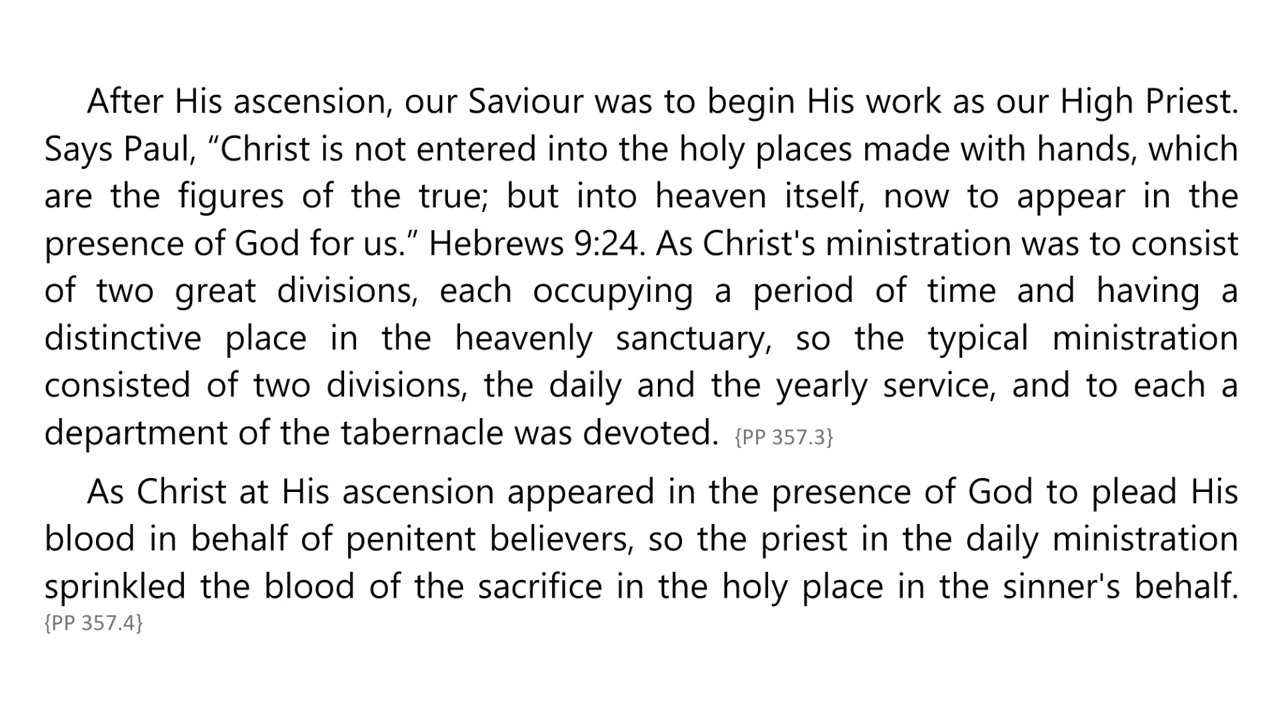 After His ascension, our Saviour was to begin His work as our High Priest.
Says Paul, “Christ is not entered into the holy places made with hands, which
are the figures of the true; but into heaven itself, now to appear in the
presence of God for us.” Hebrews 9:24. As Christ's ministration was to consist
of two great divisions, each occupying a period of time and having a
distinctive place in the heavenly sanctuary, so the typical ministration
consisted of two divisions, the daily and the yearly service, and to each a
department of the tabernacle was devoted. {PP 357.3}
As Christ at His ascension appeared in the presence of God to plead His
blood in behalf of penitent believers, so the priest in the daily ministration
sprinkled the blood of the sacrifice in the holy place in the sinner's behalf.
{PP 357.4}